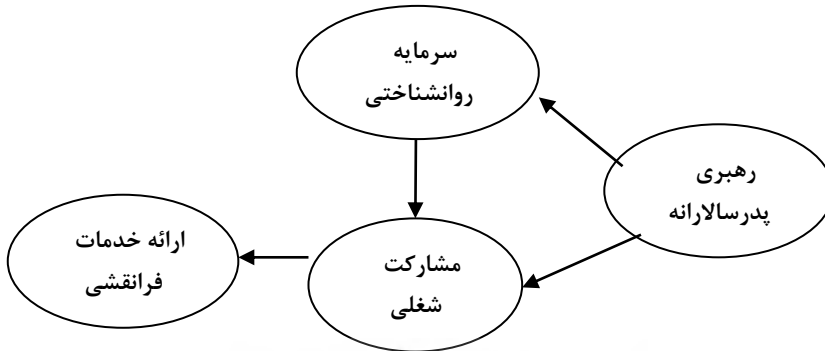 سرمایه
روانشناختی
رهبری
پدرسالارانه
مشارکت
شغلی
ارائه خدمات
فرانقشی